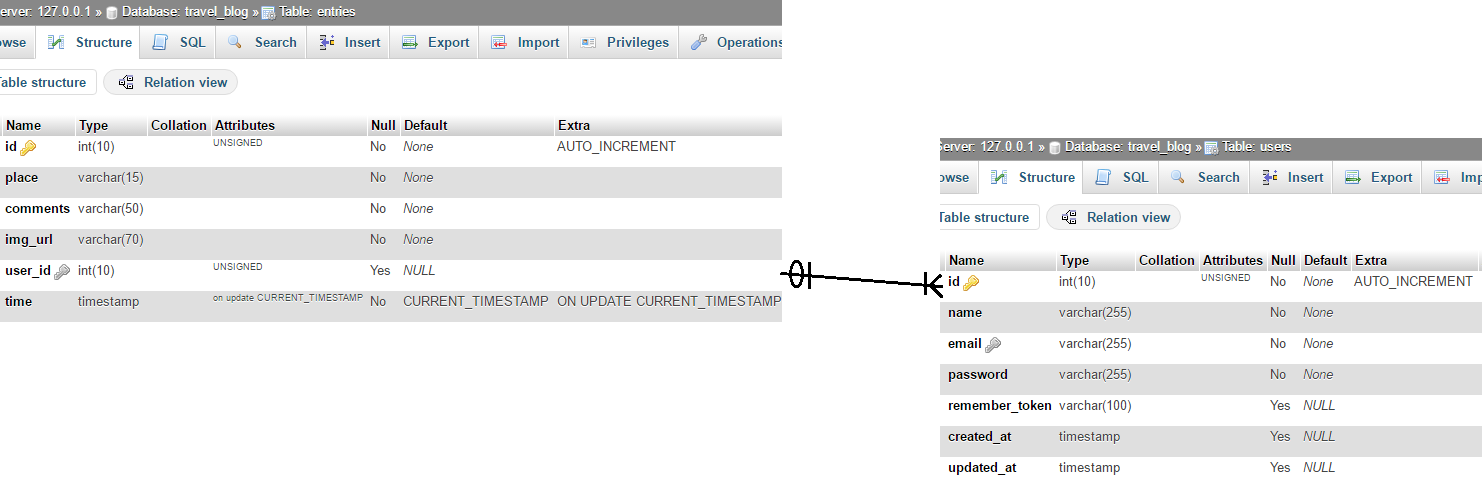 erver: 127.0.0.1 » Database: travel_blog » Table: entries
owse Structure SQL Search Insert Export Import Privileges Operations
Table structure Relation view
Name Type Collation Attributes Null Default Extra
id int(10) UNSIGNED No None AUTO_INCREMENT
place varchar(15) No None
comments varchar(50) No None
img_url varchar(70) No None
user_id int(10) UNSIGNED Yes NULL
time timestamp on update CURRENT_TIMESTAMP No CURRENT_TIMESTAMP ON UPDATE CURRENT_TIMESTAMP
Server: 127.0.0.1 » Database: travel_blog » Table: users
owse Structure SQL Search Insert Export Imp
Table structure Relation view
Name Type Collation Attributes Null Default Extra
id int(10) UNSIGNED No None AUTO_INCREMENT
name varchar(255) No None
email varchar(255) No None
password varchar(255) No None
remember_token varchar(100) Yes NULL
created_at timestamp Yes NULL
updated_at timestamp Yes NULL